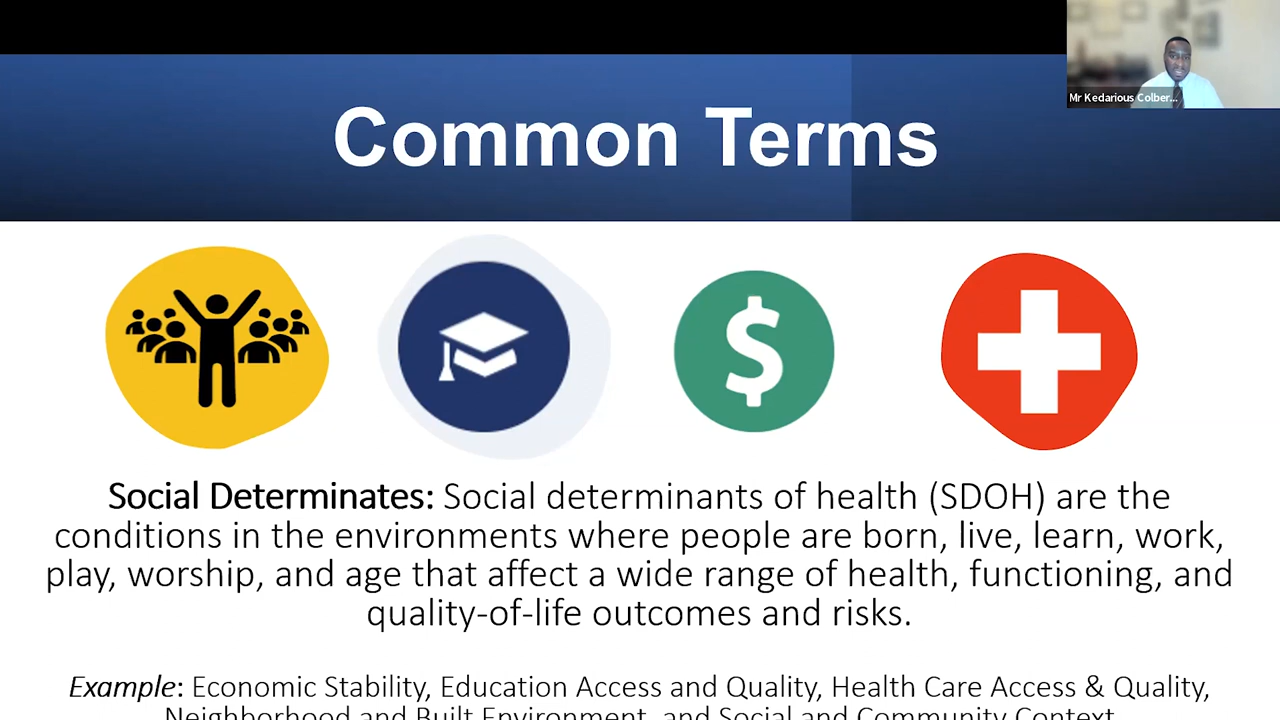 Mr Kedarious Colber...
Common Terms
$
Social Determinates: Social determinants of health (SDOH) are the
conditions in the environments where people are born, live, learn, work,
play, worship, and age that affect a wide range of health, functioning, and
quality-of-life outcomes and risks.
Example: Economic Stability, Education Access and Quality, Health Care Access & Quality,
Neighborhood and Built Environment, and Social and Community Context